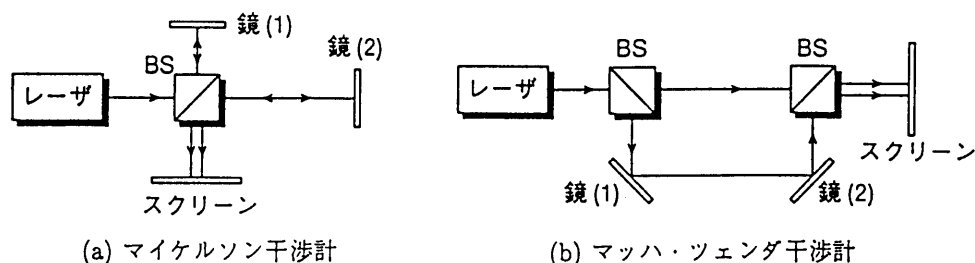 鏡(1)
鏡(2)
BS
レーザ
スクリーン
(a) マイケルソン干渉計
BS
BS
レーザ
スクリーン
鏡(1)
鏡(2)
(b) マッハ・ツェンダ干渉計